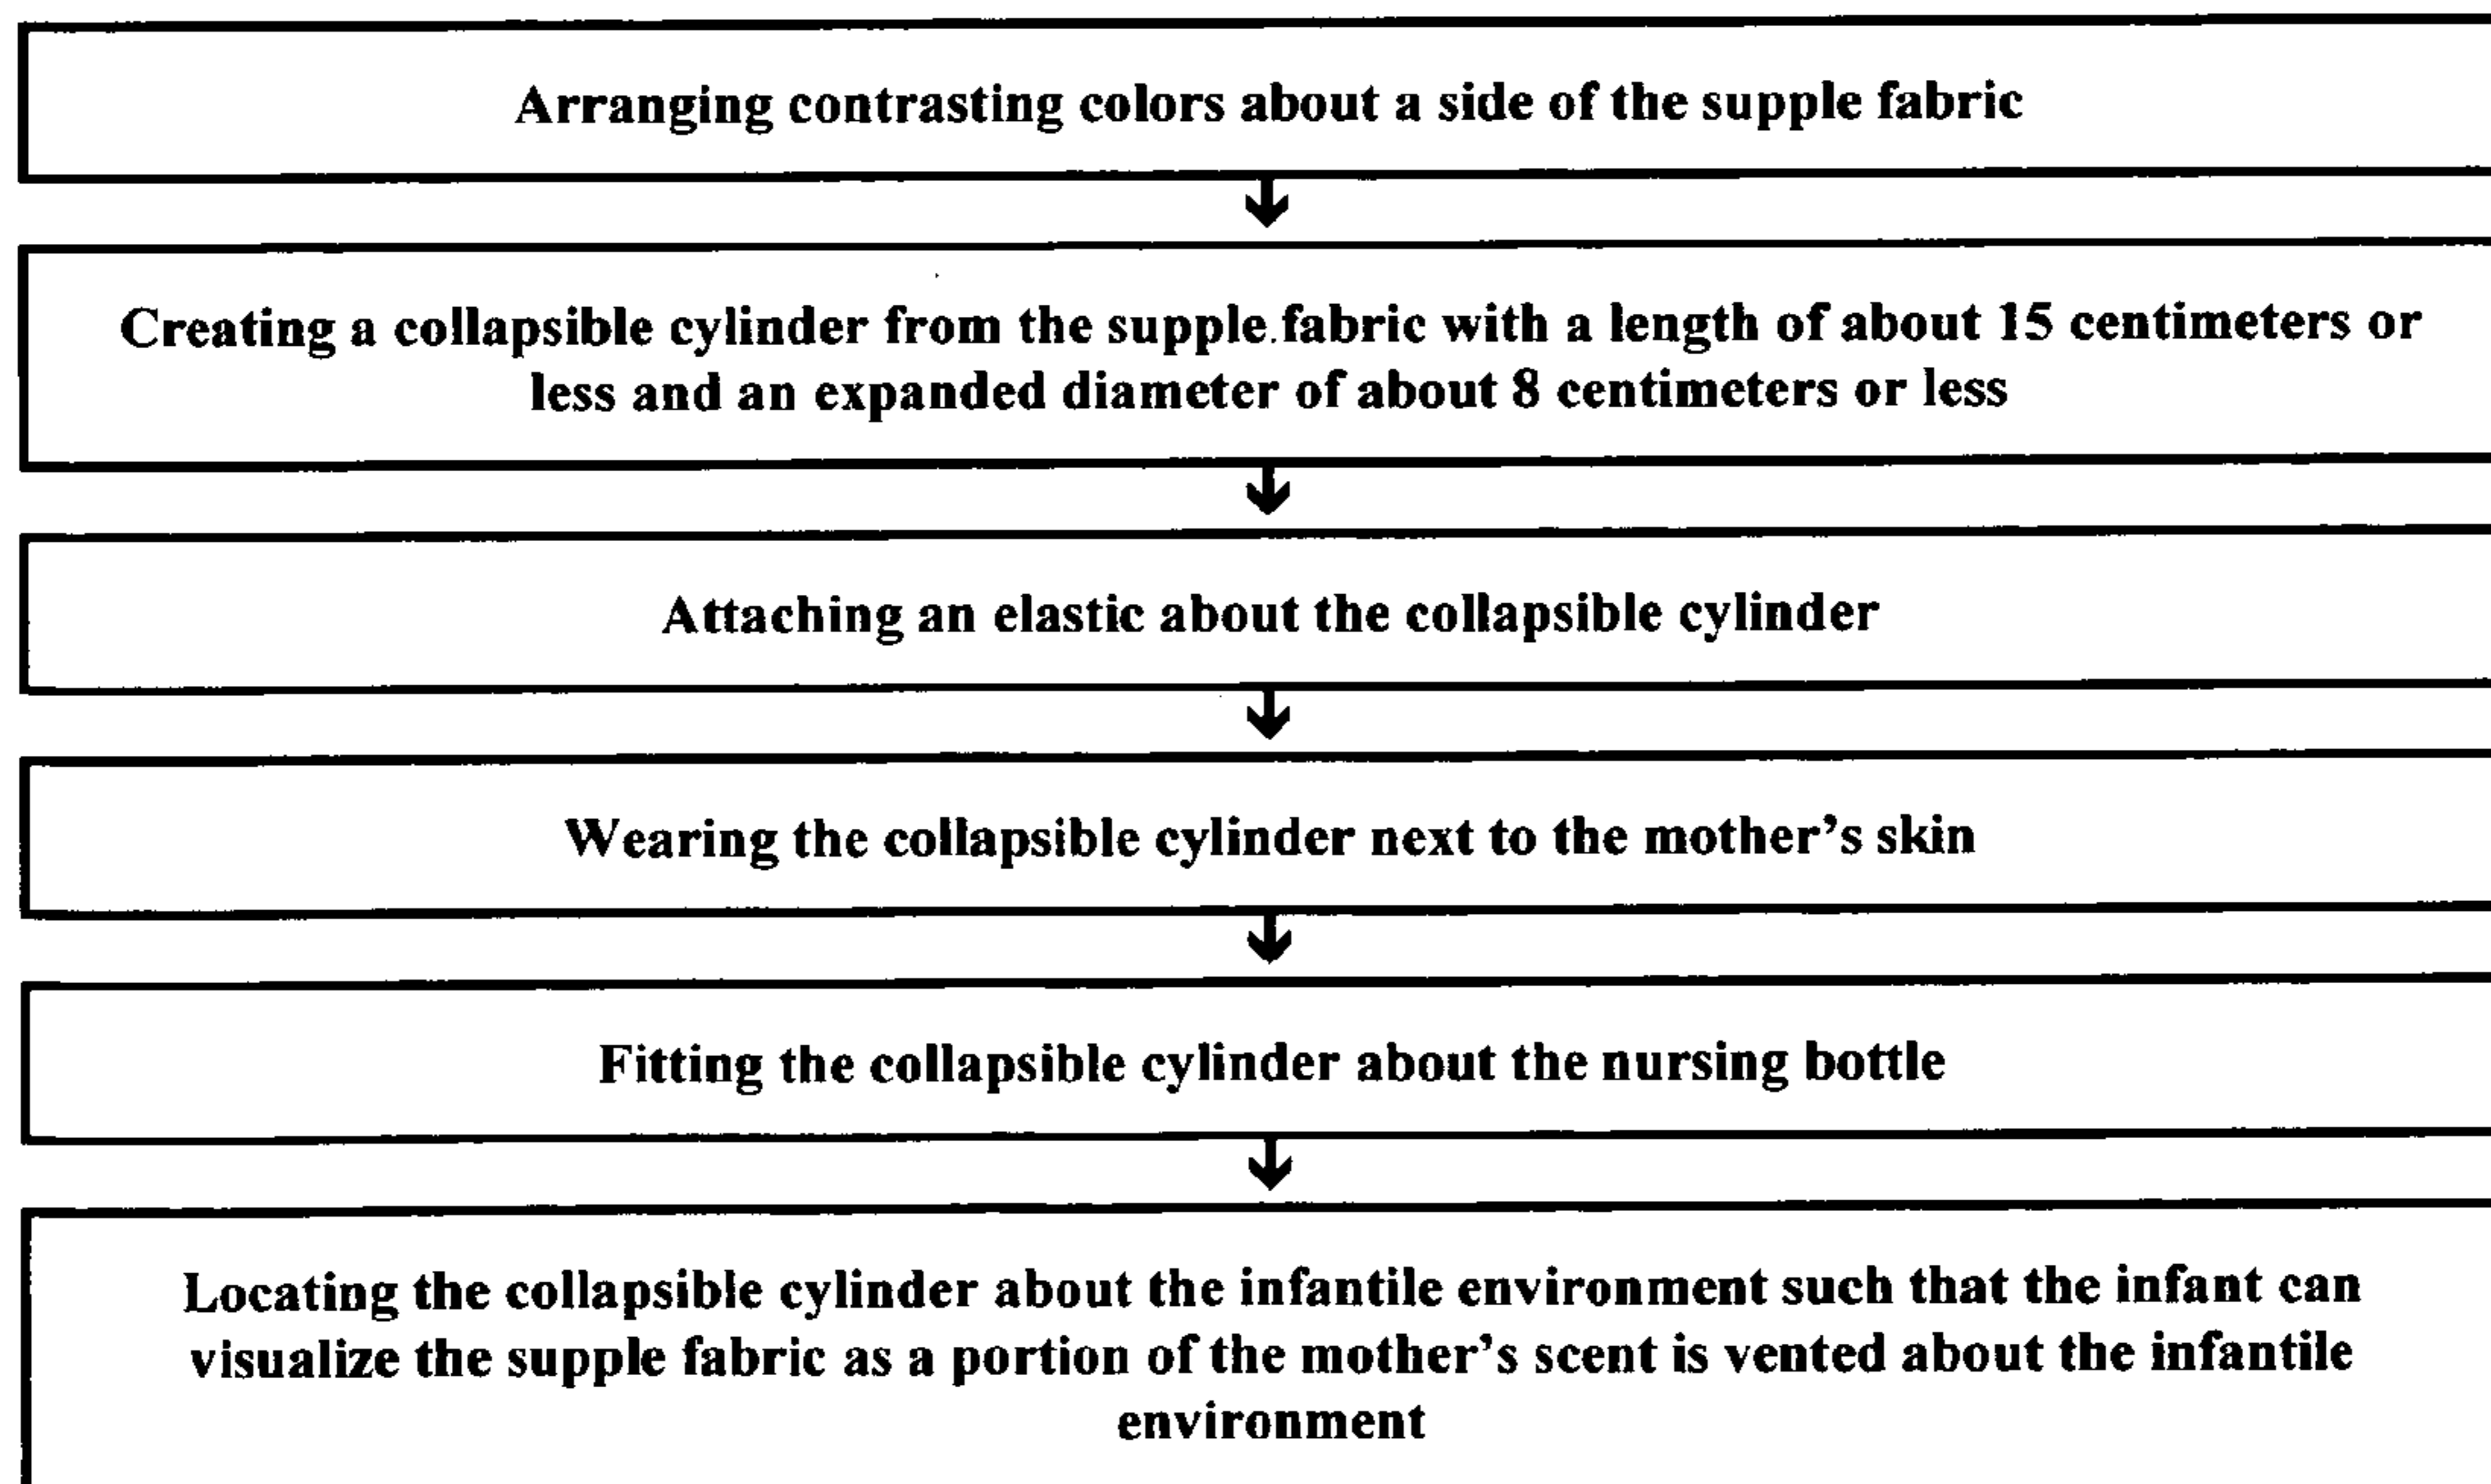 Arranging contrasting colors about a side of the supple fabric
Creating a collapsible cylinder from the supple fabric with a length of about 15 centimeters or
less and an expanded diameter of about 8 centimeters or less
Attaching an elastic about the collapsible cylinder
Wearing the collapsible cylinder next to the mother's skin
Fitting the collapsible cylinder about the nursing bottle
Locating the collapsible cylinder about the infantile environment such that the infant can
visualize the supple fabric as a portion of the mother's scent is vented about the infantile
environment